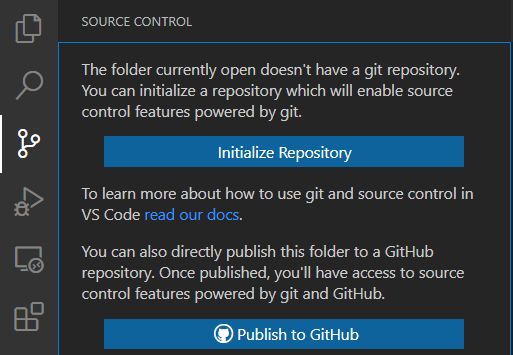 SOURCE CONTROL
The folder currently open doesn't have a git repository.
You can initialize a repository which will enable source
control features powered by git.
Initialize Repository
To learn more about how to use git and source control in
VS Code read our docs.
You can also directly publish this folder to a GitHub
repository. Once published, you'll have access to source
control features powered by git and GitHub.
Publish to GitHub